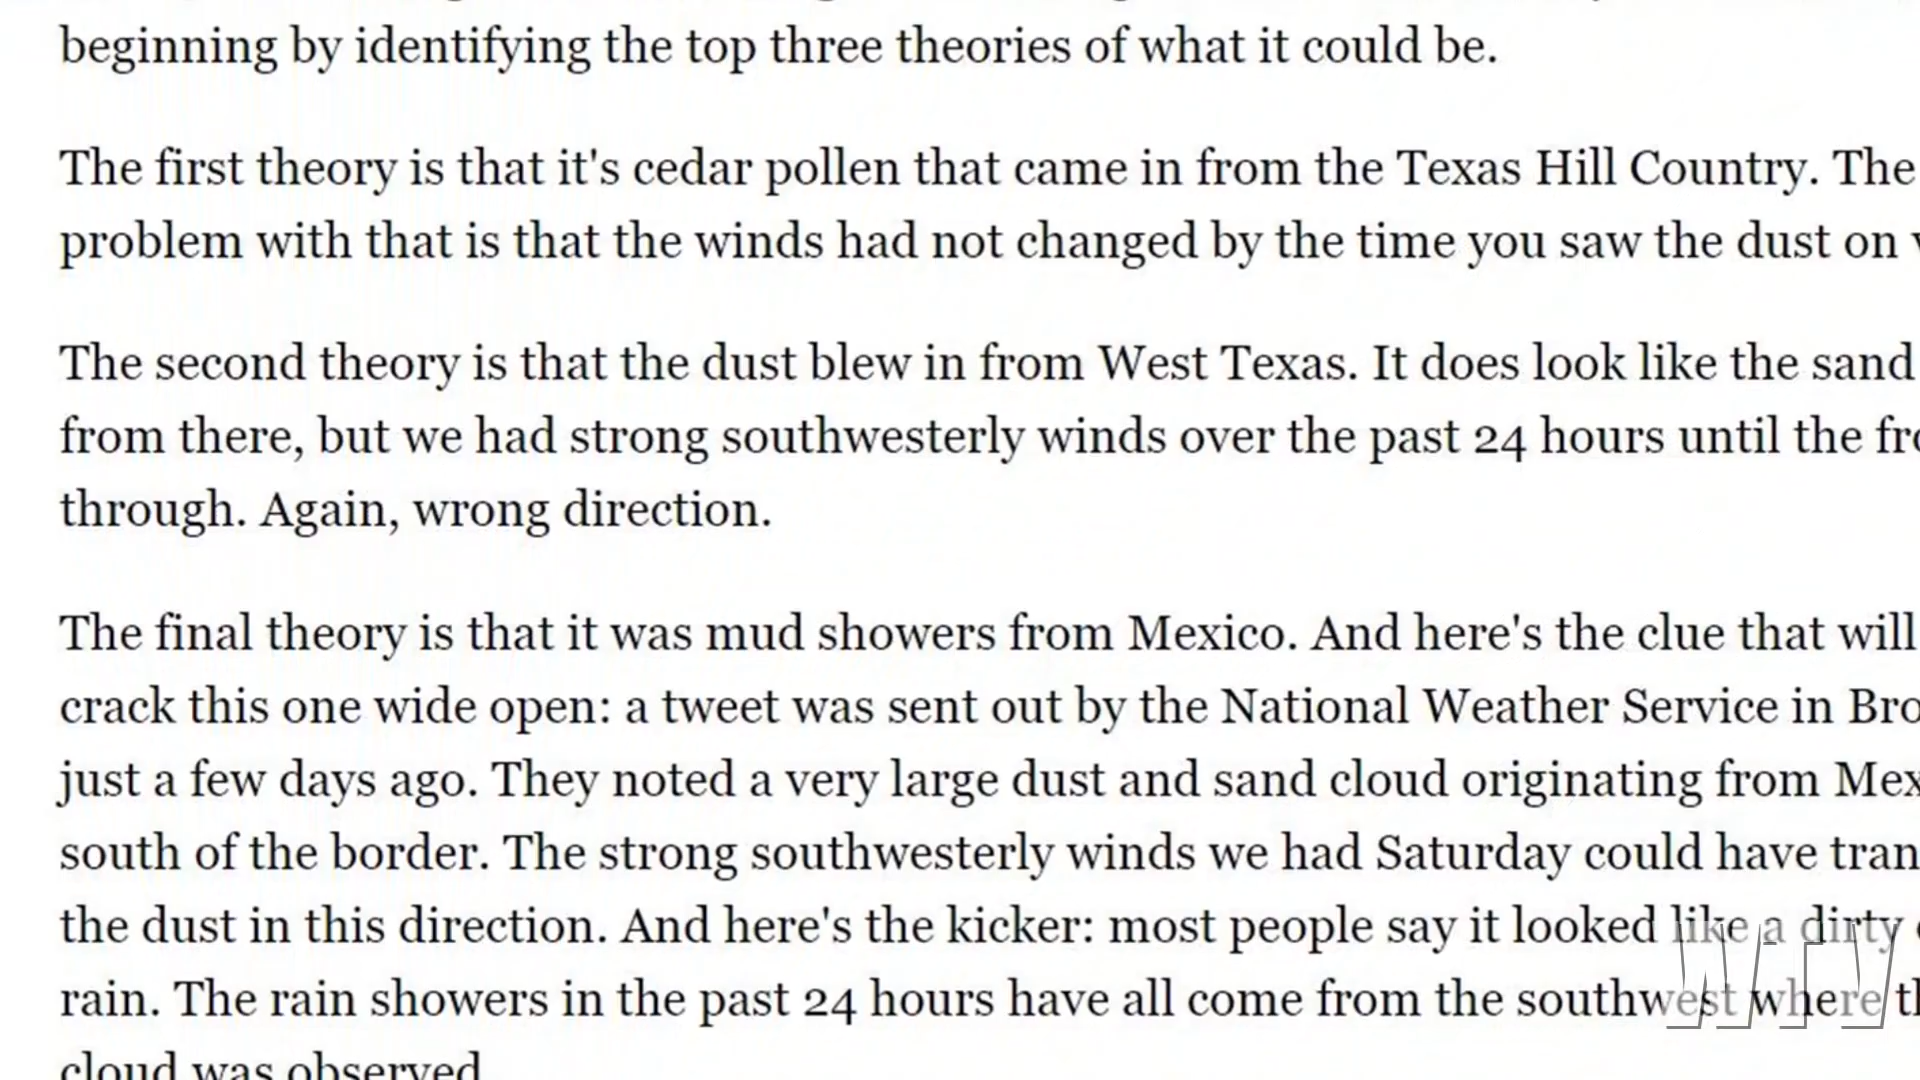 beginning by identifying the top three theories of what it could be.
The first theory is that it's cedar pollen that came in from the Texas Hill Country. The
problem with that is that the winds had not changed by the time you saw the dust on
The second theory is that the dust blew in from West Texas. It does look like the sand
from there, but we had strong southwesterly winds over the past 24 hours until the
through. Again, wrong direction.
The final theory is that it was mud showers from Mexico. And here's the clue that will
crack this one wide open: a tweet was sent out by the National Weather Service in
just a few days ago. They noted a very large dust and sand cloud originating from
south of the border. The strong southwesterly winds we had Saturday could have
the dust in this direction. And here's the kicker: most people say it looked like a dirty
rain. The rain showers in the past 24 hours have all come from the southwest where
cloud was observed
WTV